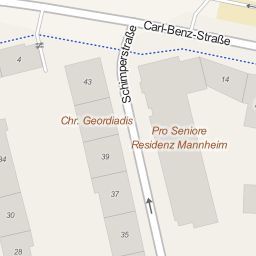 Carl-Benz-Straße
Schimperstraße
4
43
14
Chr. Geordiadis
Pro Seniore
Residenz Mannheim
39
34
37
30
35
28